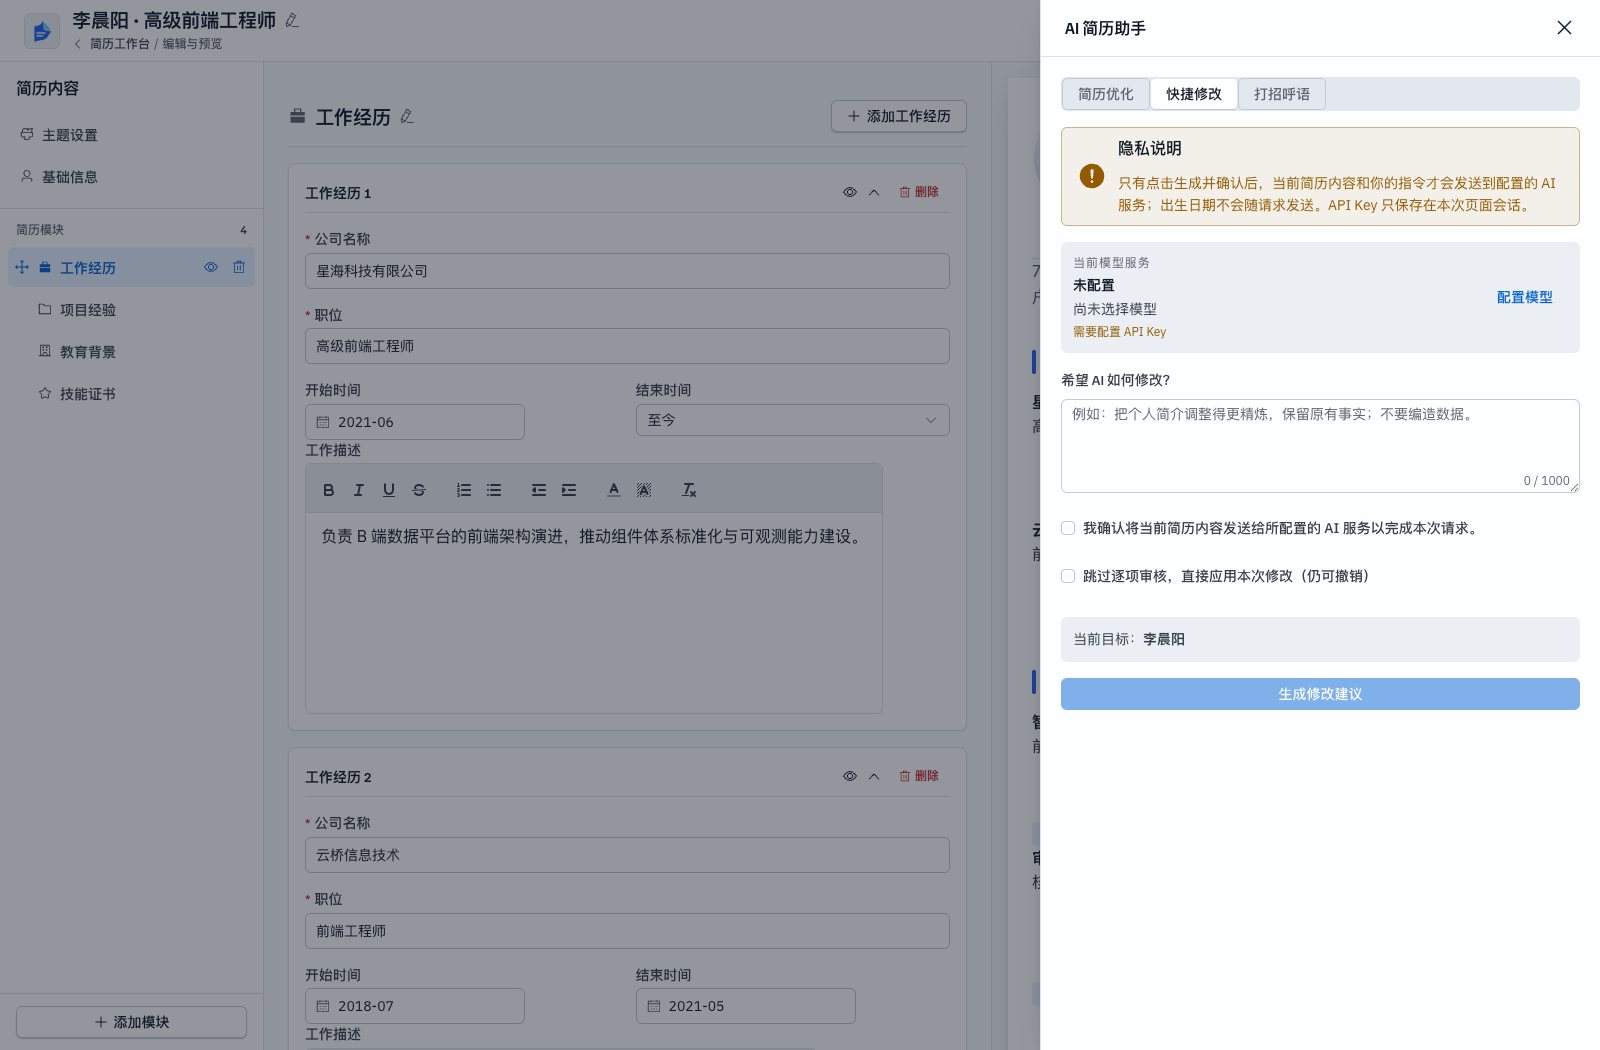 李晨阳 · 高级前端工程师
简历工作台 / 编辑与预览
简历内容
主题设置
基础信息
简历模块 4
工作经历
项目经验
教育背景
技能证书
添加模块
工作经历
添加工作经历
工作经历 1
删除
* 公司名称
星海科技有限公司
* 职位
高级前端工程师
开始时间 结束时间
2021-06 至今
工作描述
负责 B 端数据平台的前端架构演进，推动组件体系标准化与可观测能力建设。
工作经历 2
删除
* 公司名称
云桥信息技术
* 职位
前端工程师
开始时间 结束时间
2018-07 2021-05
工作描述
AI 简历助手
简历优化 快捷修改 打招呼语
隐私说明
只有点击生成并确认后，当前简历内容和你的指令才会发送到配置的 AI
服务；出生日期不会随请求发送。API Key 只保存在本次页面会话。
当前模型服务
未配置
尚未选择模型
需要配置 API Key
配置模型
希望 AI 如何修改?
例如：把个人简介调整得更精炼，保留原有事实；不要编造数据。
0 / 1000
我确认将当前简历内容发送给所配置的 AI 服务以完成本次请求。
跳过逐项审核，直接应用本次修改（仍可撤销）
当前目标：李晨阳
生成修改建议